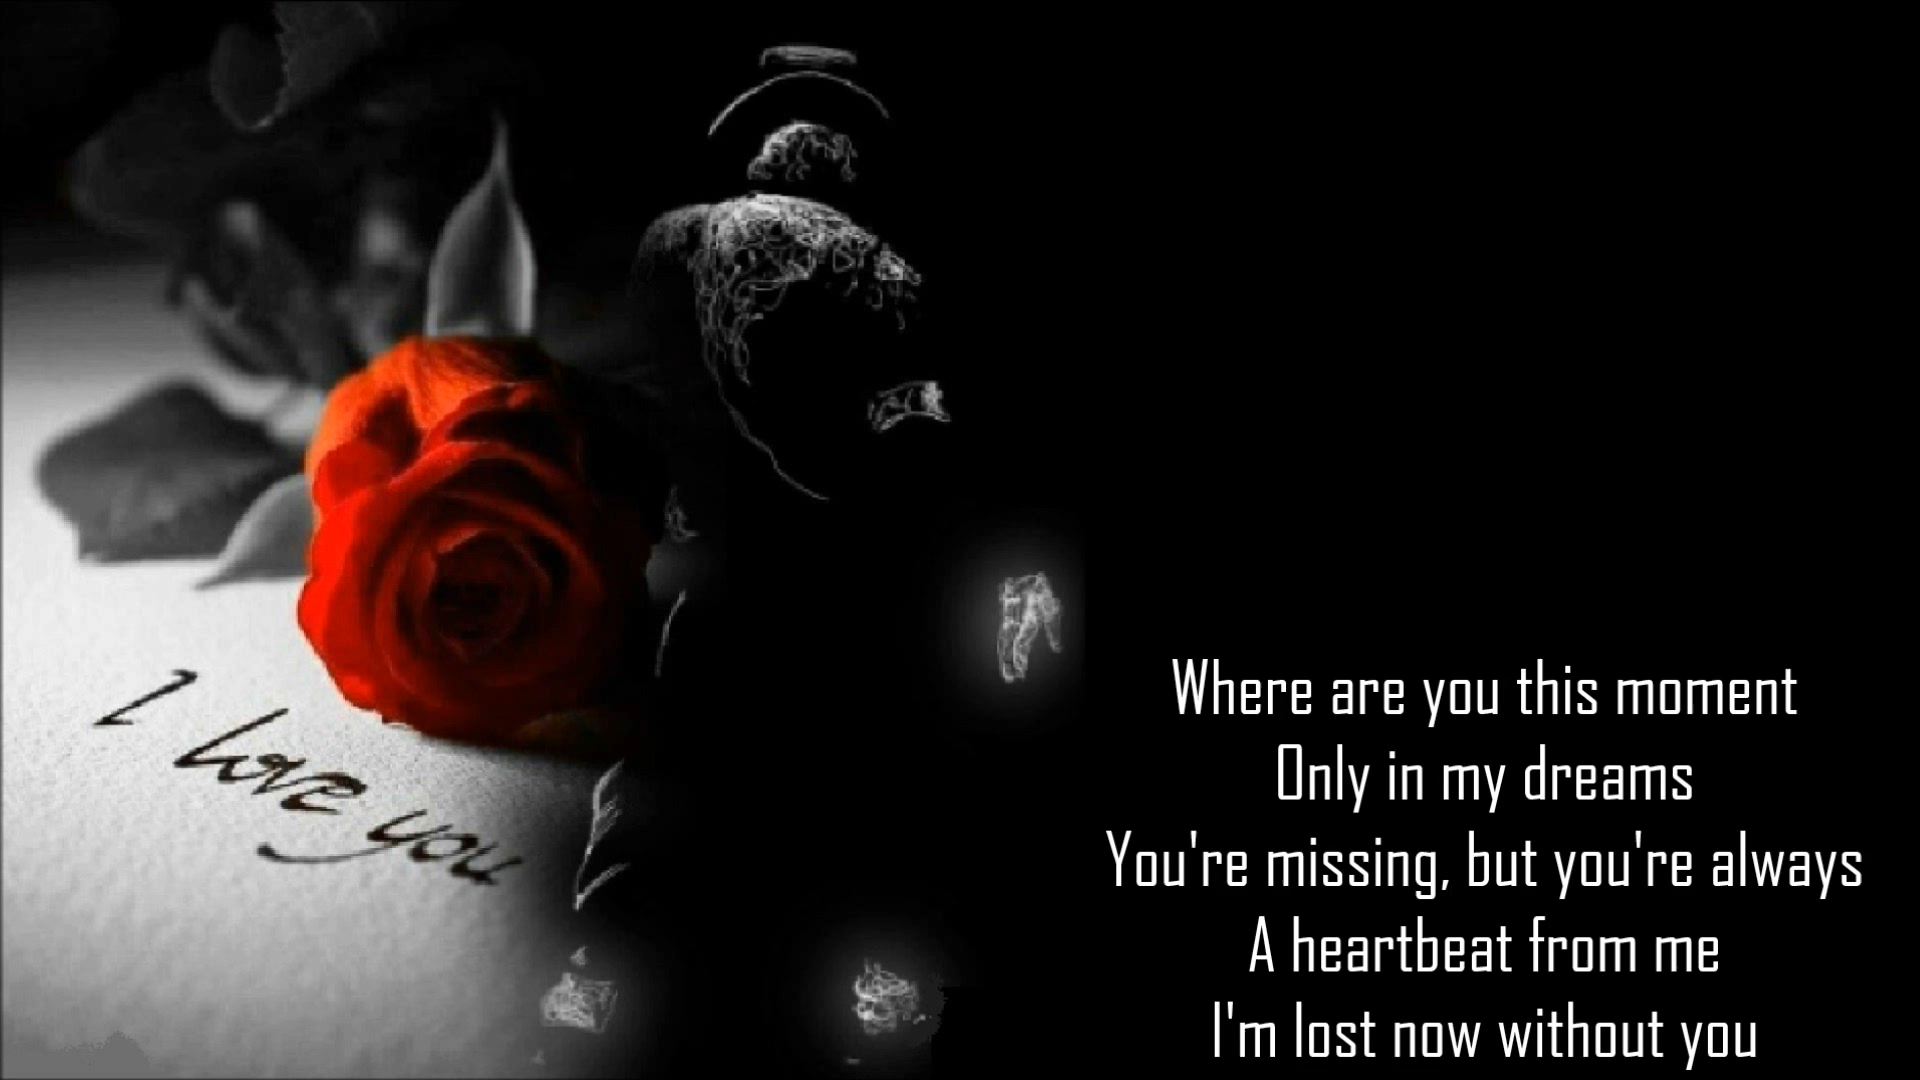 I love you
Where are you this moment
Only in my dreams
You're missing, but you're always
A heartbeat from me
I'm lost now without you